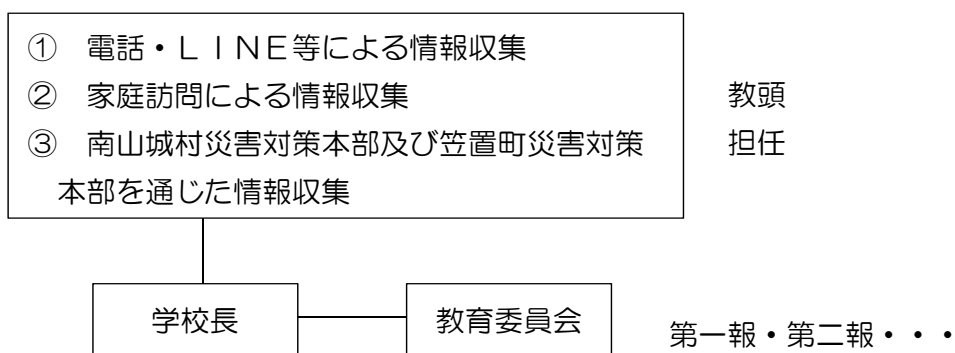 ① 電話・ＬＩＮＥ等による情報収集
② 家庭訪問による情報収集
教頭
③ 南山城村災害対策本部及び笠置町災害対策
担任
本部を通じた情報収集
学校長
教育委員会
第一報・第二報・・・